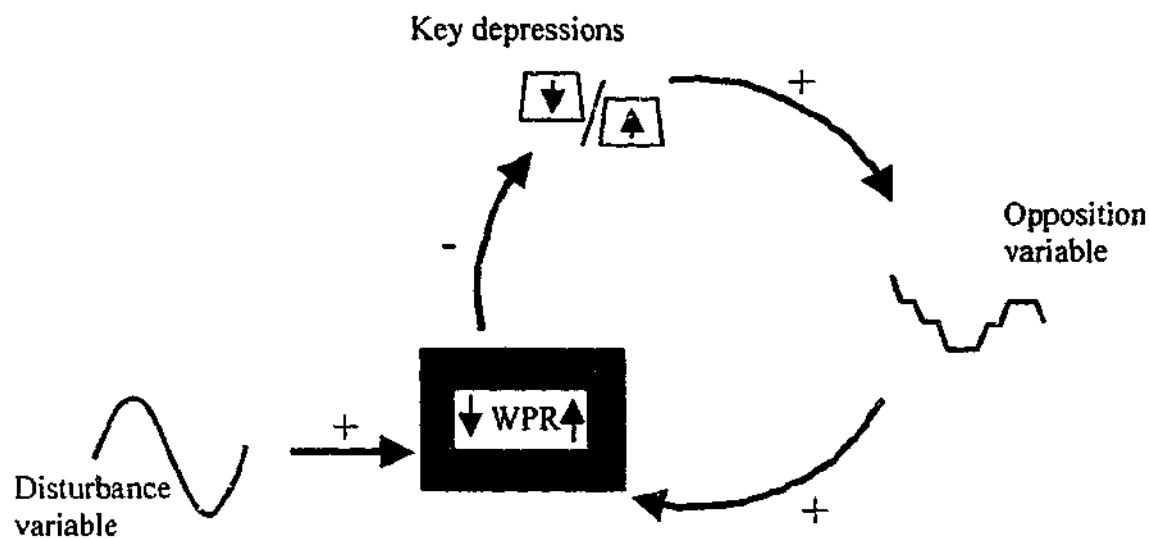 Key depressions
+
Opposition
variable
-
↓ WPR ↑
+
Disturbance
variable
+